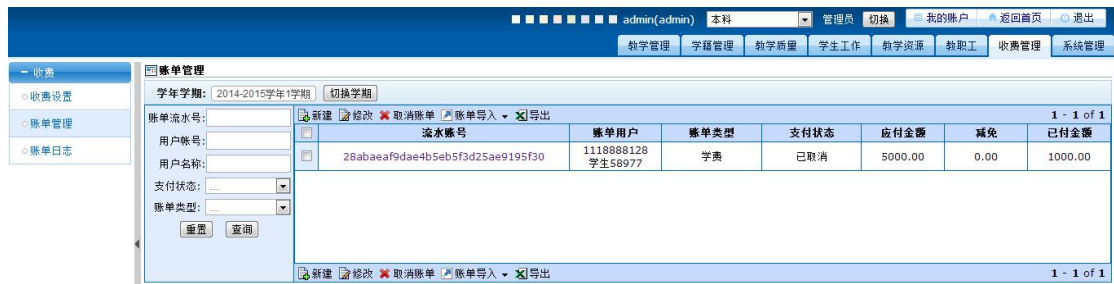 admin(admin) 本科 管理员 切换 我的账户 返回首页 退出
教学管理 学籍管理 教学质量 学生工作 教学资源 教职工 收费管理 系统管理
收费
收费设置
账单管理
账单日志
账单管理
学年学期: 2014-2015学年1学期 切换学期
账单流水号:
用户帐号:
用户名称:
支付状态: ...
账单类型: ...
重置 查询
新建 修改 取消账单 账单导入 导出 1 - 1 of 1
流水账号 账单用户 账单类型 支付状态 应付金额 减免 已付金额
28abaeaf9dae4b5eb5f3d25ae9195f30 1118888128 学费 已取消 5000.00 0.00 1000.00
学生58977
新建 修改 取消账单 账单导入 导出 1 - 1 of 1